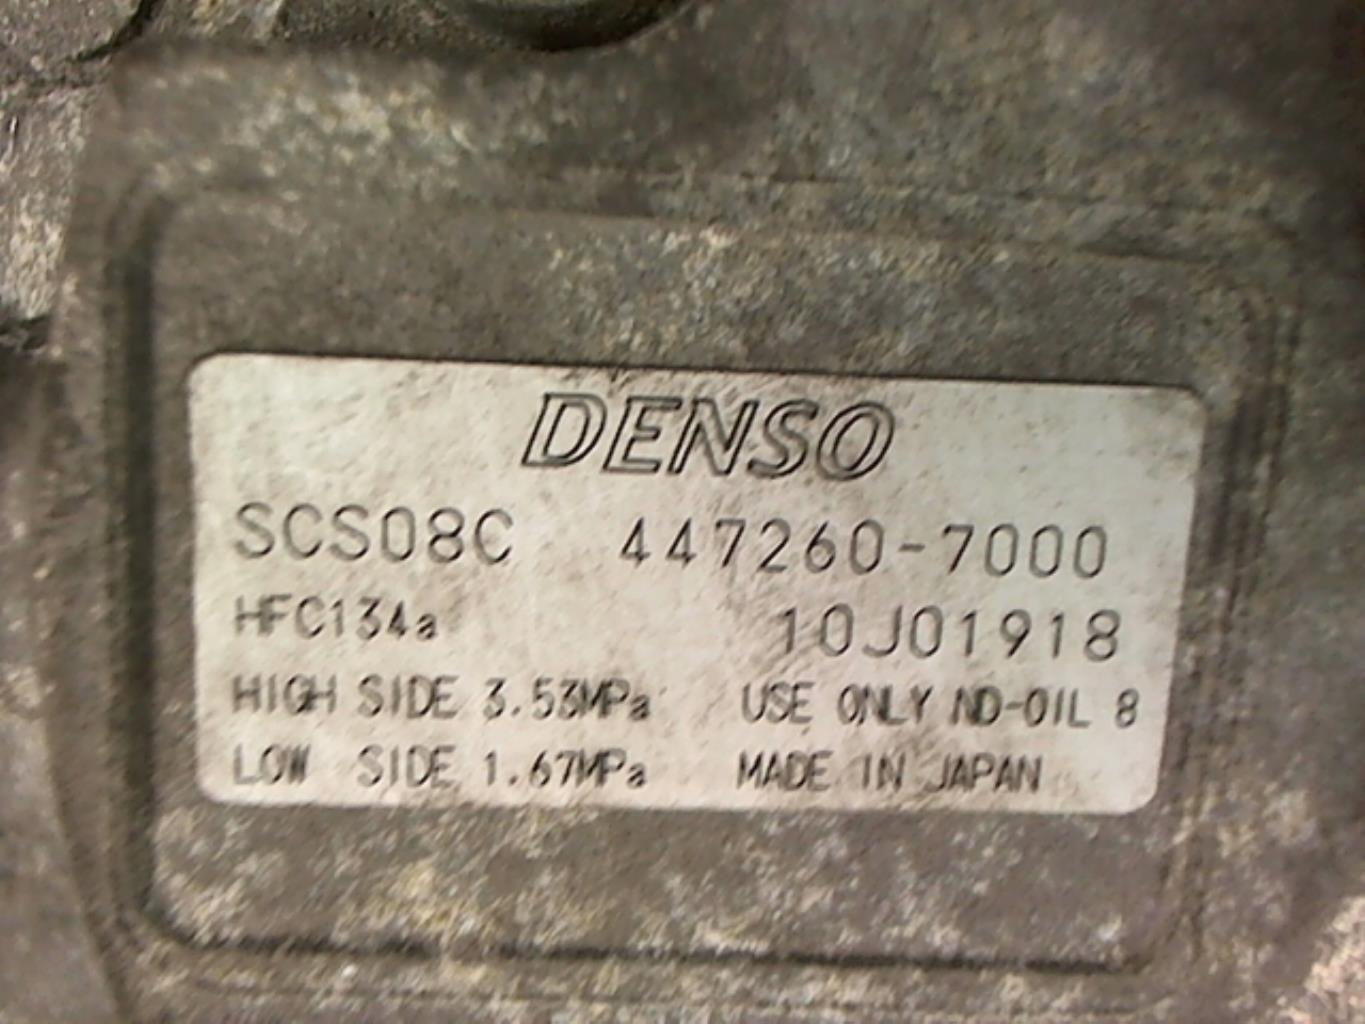 DENSO
SCS08C 447260-7000
HFC134a 10J01918
HIGH SIDE 3.53MPa USE ONLY ND-OIL 8
LOW SIDE 1.67MPa MADE IN JAPAN